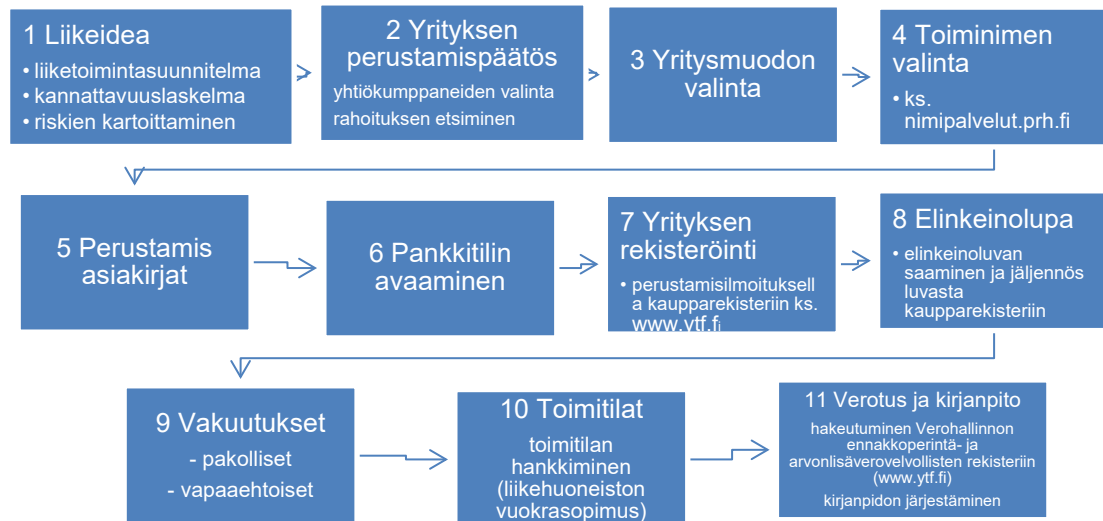 1 Liikeidea
• liiketoimintasuunnitelma
• kannattavuuslaskelma
• riskien kartoittaminen
2 Yrityksen
perustamispäätös
yhtiökumppaneiden valinta
rahoituksen etsiminen
3 Yritysmuodon
valinta
4 Toiminimen
valinta
• ks.
nimipalvelut.prh.fi
5 Perustamis
asiakirjat
6 Pankkitilin
avaaminen
7 Yrityksen
rekisteröinti
• perustamisilmoituksell
a kaupparekisteriin ks.
www.ytf.fi
8 Elinkeinolupa
• elinkeinoluvan
saaminen ja jäljennös
luvasta
kaupparekisteriin
9 Vakuutukset
- pakolliset
- vapaaehtoiset
10 Toimitilat
toimitilan
hankkiminen
(liikehuoneiston
vuokrasopimus)
11 Verotus ja kirjanpito
hakeutuminen Verohallinnon
ennakkoperintä- ja
arvonlisäverovelvollisten rekisteriin
(www.ytf.fi)
kirjanpidon järjestäminen